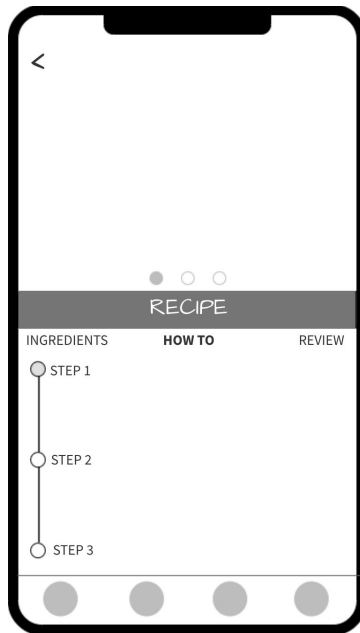 <
RECIPE
INGREDIENTS HOW TO REVIEW
STEP 1
STEP 2
STEP 3